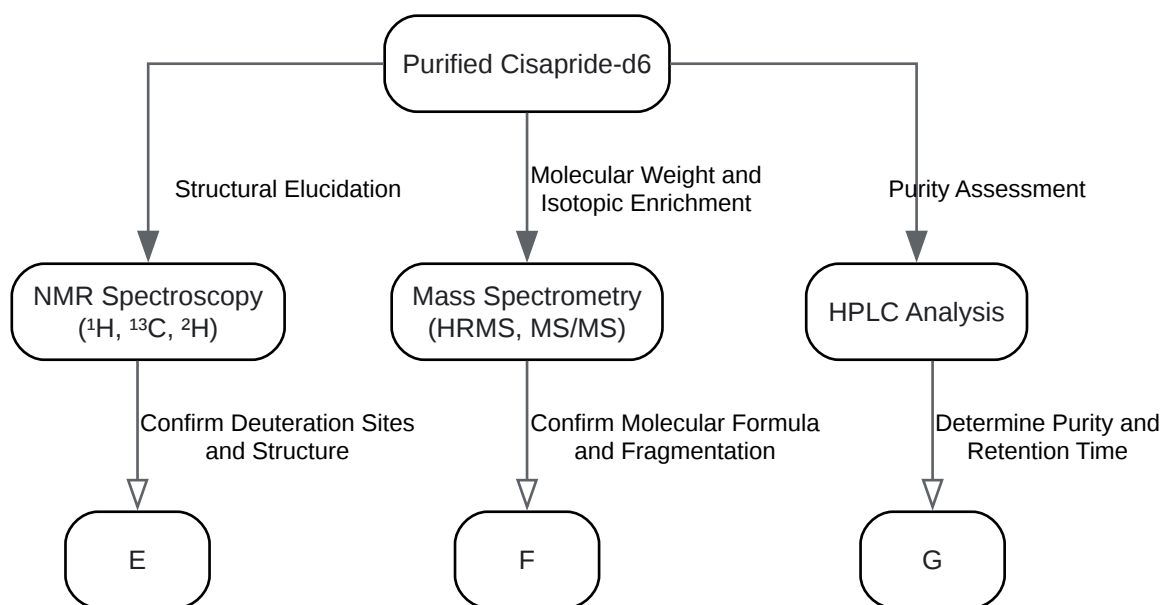 Purified Cisapride-d6
Structural Elucidation
Molecular Weight and
Isotopic Enrichment
Purity Assessment
NMR Spectroscopy
(¹H, ¹³C, ²H)
Mass Spectrometry
(HRMS, MS/MS)
HPLC Analysis
Confirm Deuteration Sites
and Structure
Confirm Molecular Formula
and Fragmentation
Determine Purity and
Retention Time
E
F
G